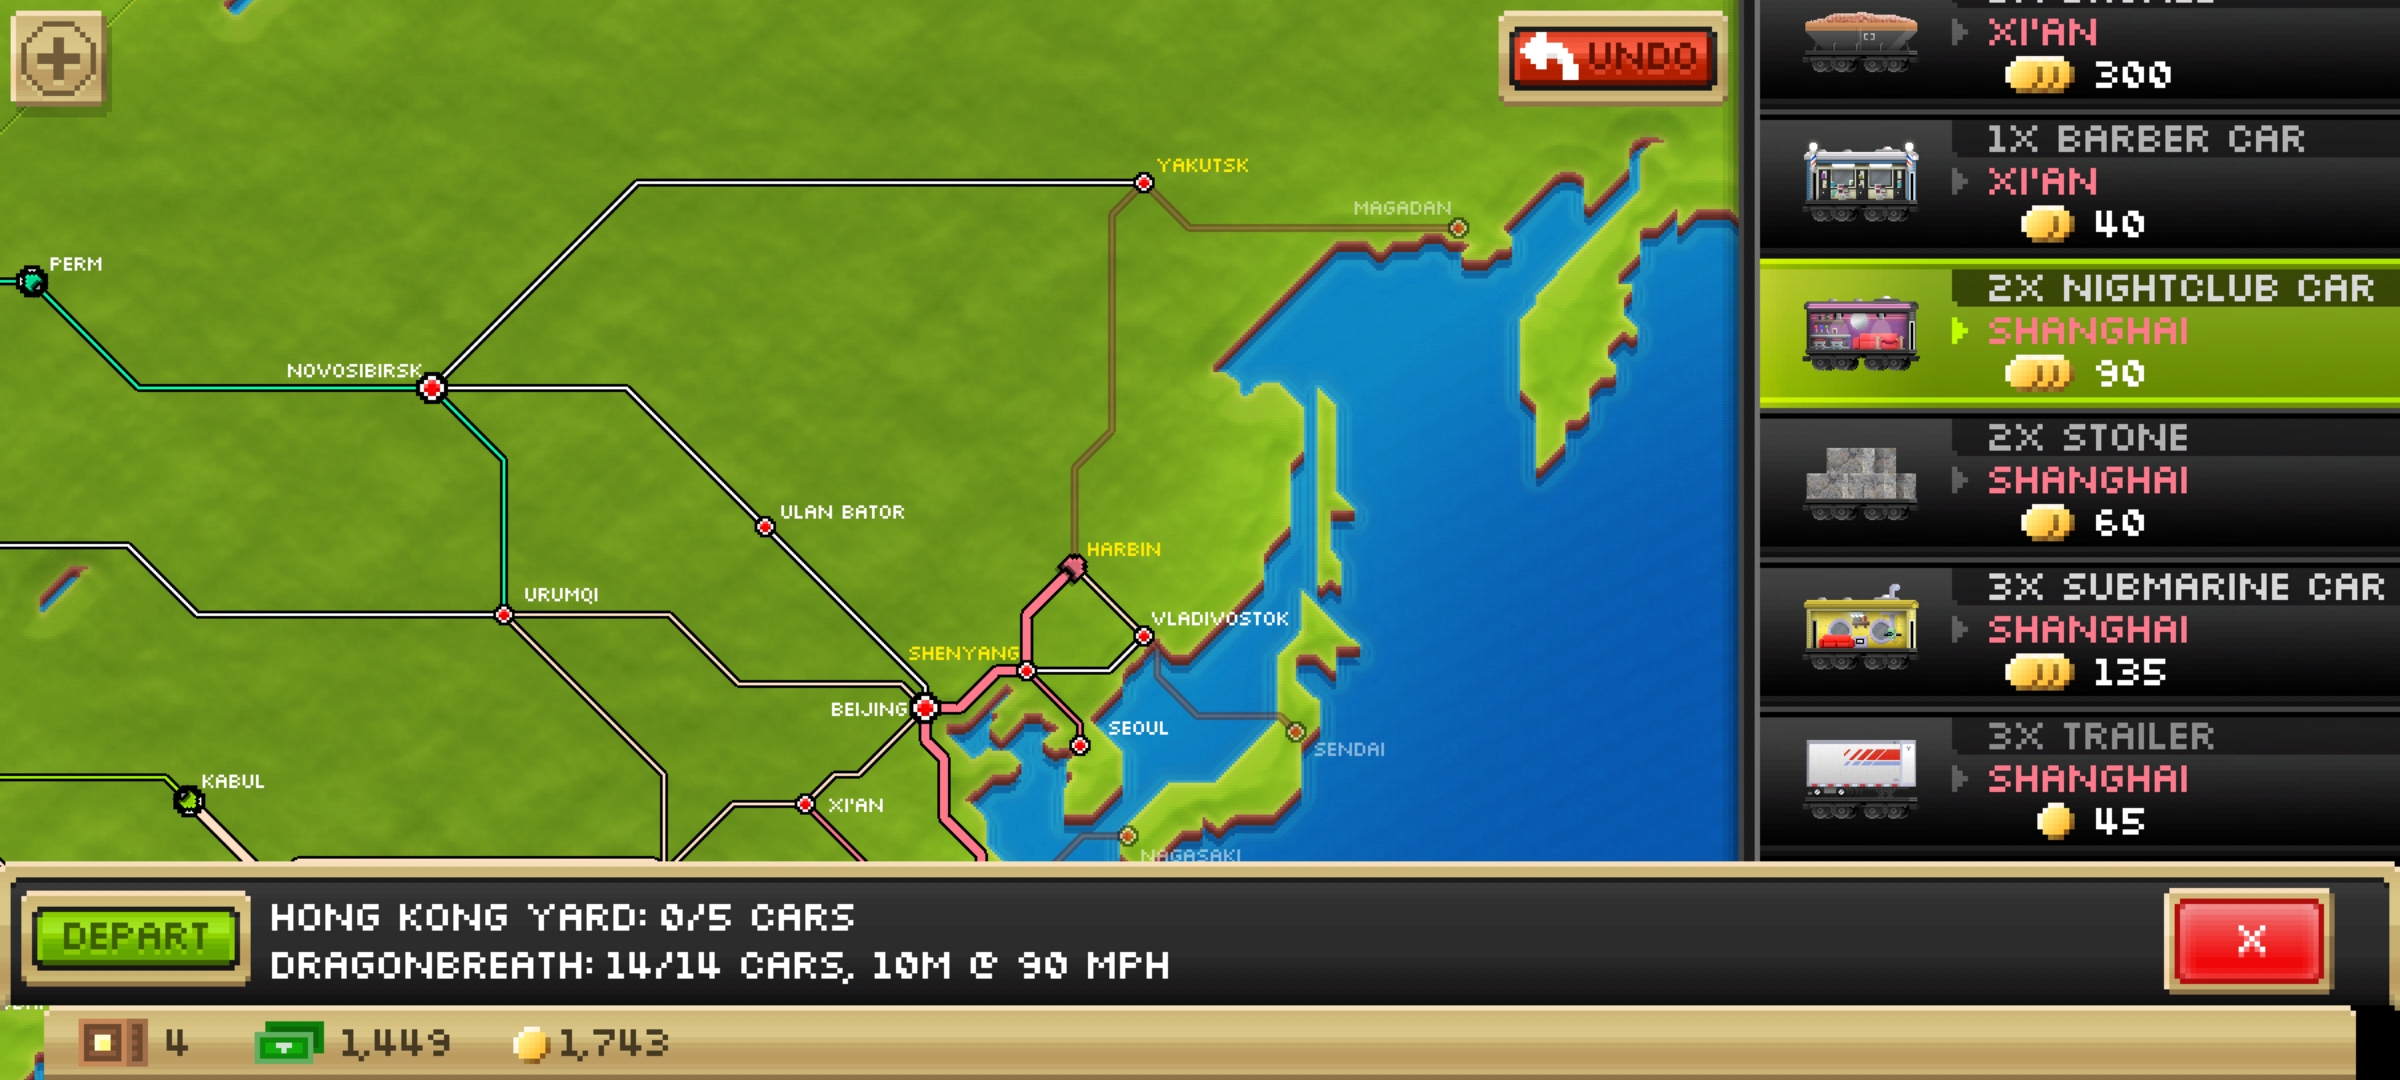 UNDO
YAKUTSK
MAGADAN
PERM
NOVOSIBIRSK
ULAN BATOR
HARBIN
URUMQI
VLADIVOSTOK
SHENYANG
BEIJING
SEOUL
SENDAI
KABUL
XI'AN
NAGASAKI
XI'AN
300
1X BARBER CAR
XI'AN
40
2X NIGHTCLUB CAR
SHANGHAI
90
2X STONE
SHANGHAI
60
3X SUBMARINE CAR
SHANGHAI
135
3X TRAILER
SHANGHAI
45
DEPART
HONG KONG YARD: 0/5 CARS
DRAGONBREATH: 14/14 CARS, 10M @ 90 MPH
X
4
1,449
1,743